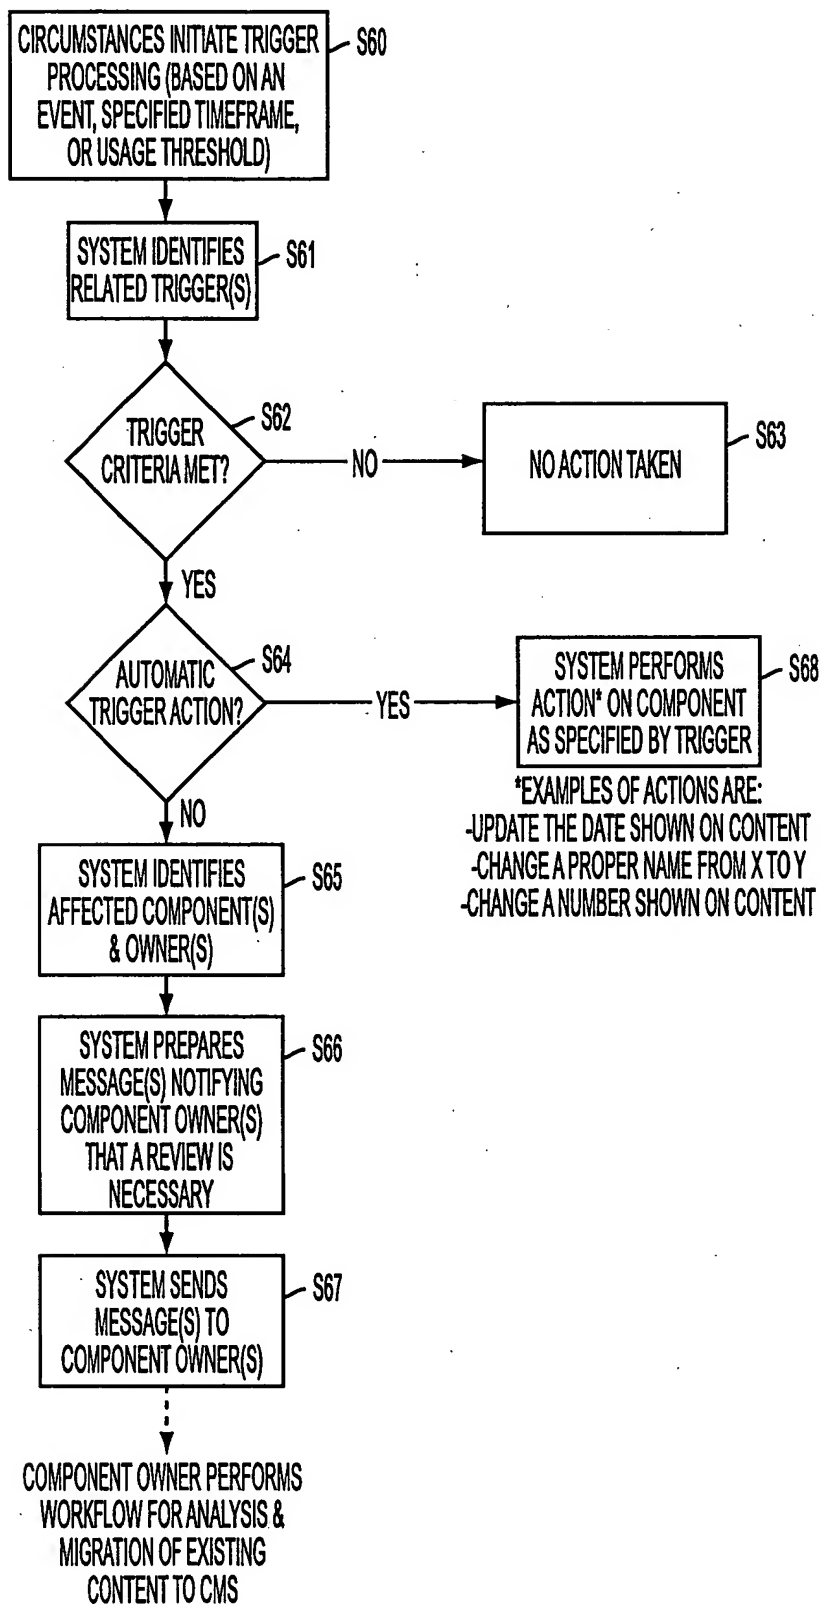 CIRCUMSTANCES INITIATE TRIGGER
PROCESSING (BASED ON AN
EVENT, SPECIFIED TIMEFRAME,
OR USAGE THRESHOLD)
S60
SYSTEM IDENTIFIES
RELATED TRIGGER(S)
S61
TRIGGER
CRITERIA MET?
S62
NO
NO ACTION TAKEN
S63
YES
AUTOMATIC
TRIGGER ACTION?
S64
YES
SYSTEM PERFORMS
ACTION* ON COMPONENT
AS SPECIFIED BY TRIGGER
S68
*EXAMPLES OF ACTIONS ARE:
-UPDATE THE DATE SHOWN ON CONTENT
-CHANGE A PROPER NAME FROM X TO Y
-CHANGE A NUMBER SHOWN ON CONTENT
NO
SYSTEM IDENTIFIES
AFFECTED COMPONENT(S)
& OWNER(S)
S65
SYSTEM PREPARES
MESSAGE(S) NOTIFYING
COMPONENT OWNER(S)
THAT A REVIEW IS
NECESSARY
S66
SYSTEM SENDS
MESSAGE(S) TO
COMPONENT OWNER(S)
S67
COMPONENT OWNER PERFORMS
WORKFLOW FOR ANALYSIS &
MIGRATION OF EXISTING
CONTENT TO CMS